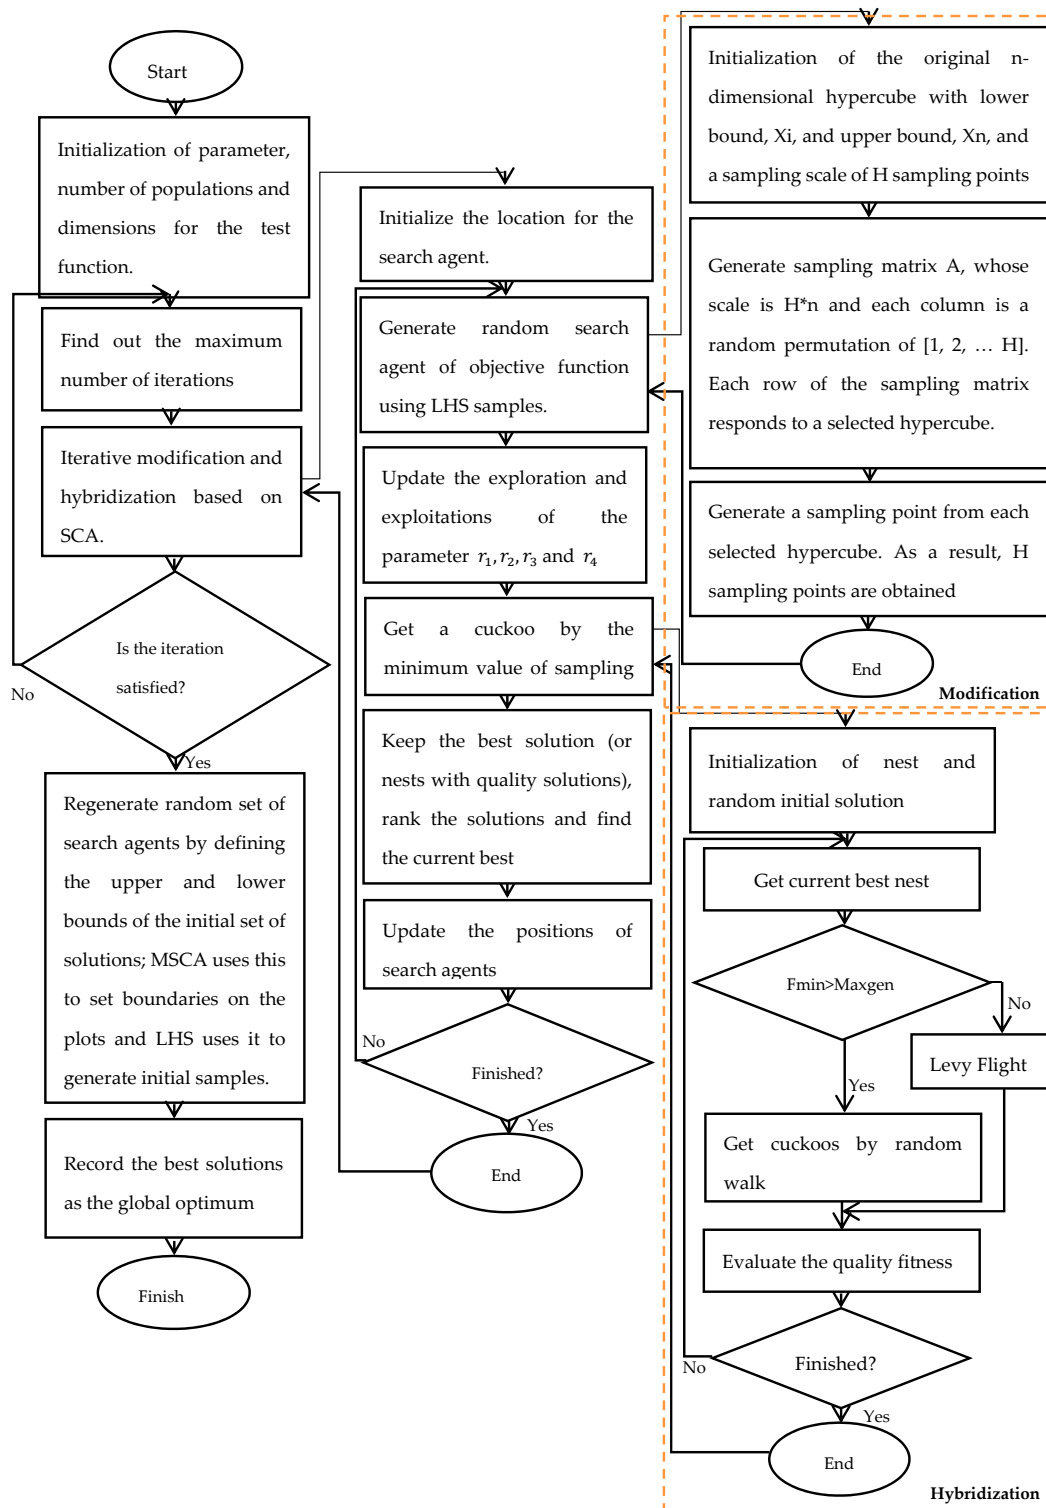 Start
Initialization of parameter,
number of populations and
dimensions for the test
function.
Find out the maximum
number of iterations
Iterative modification and
hybridization based on
SCA.
Is the iteration
satisfied?
No
Yes
Regenerate random set of
search agents by defining
the upper and lower
bounds of the initial set of
solutions; MSCA uses this
to set boundaries on the
plots and LHS uses it to
generate initial samples.
Record the best solutions
as the global optimum
Finish
Initialize the location for the
search agent.
Generate random search
agent of objective function
using LHS samples.
Update the exploration and
exploitations of the
parameter r₁, r₂, r₃ and r₄
Get a cuckoo by the
minimum value of sampling
Keep the best solution (or
nests with quality solutions),
rank the solutions and find
the current best
Update the positions of
search agents
No
Finished?
Yes
End
Initialization of the original n-
dimensional hypercube with lower
bound, Xi, and upper bound, Xn, and
a sampling scale of H sampling points
Generate sampling matrix A, whose
scale is H*n and each column is a
random permutation of [1, 2, … H].
Each row of the sampling matrix
responds to a selected hypercube.
Generate a sampling point from each
selected hypercube. As a result, H
sampling points are obtained
End
Modification
Initialization of nest and
random initial solution
Get current best nest
Fmin>Maxgen
No
Levy Flight
Yes
Get cuckoos by random
walk
Evaluate the quality fitness
Finished?
No
Yes
End
Hybridization